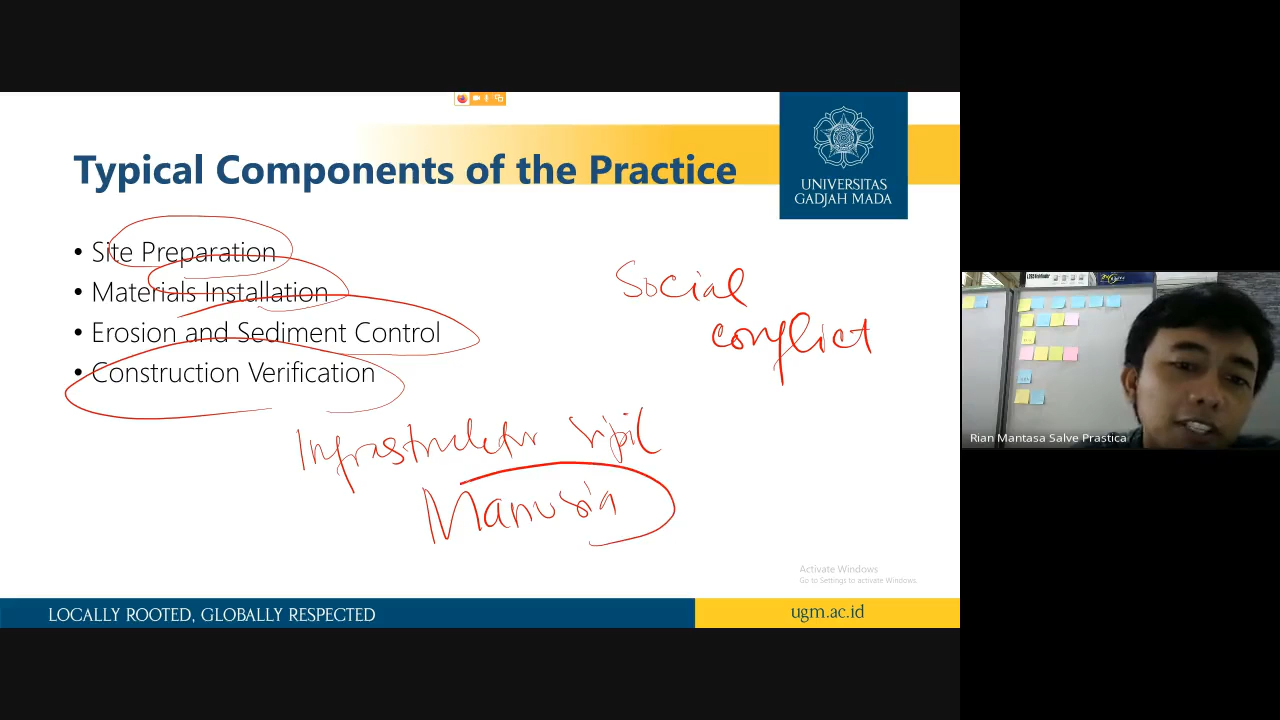 Typical Components of the Practice
UNIVERSITAS
GADJAH MADA
• Site Preparation
• Materials Installation
• Erosion and Sediment Control
• Construction Verification
Social
conflict
Infrastruktur sipil
Manusia
Rian Mantasa Salve Prastica
Activate Windows
Go to Settings to activate Windows.
LOCALLY ROOTED, GLOBALLY RESPECTED
ugm.ac.id